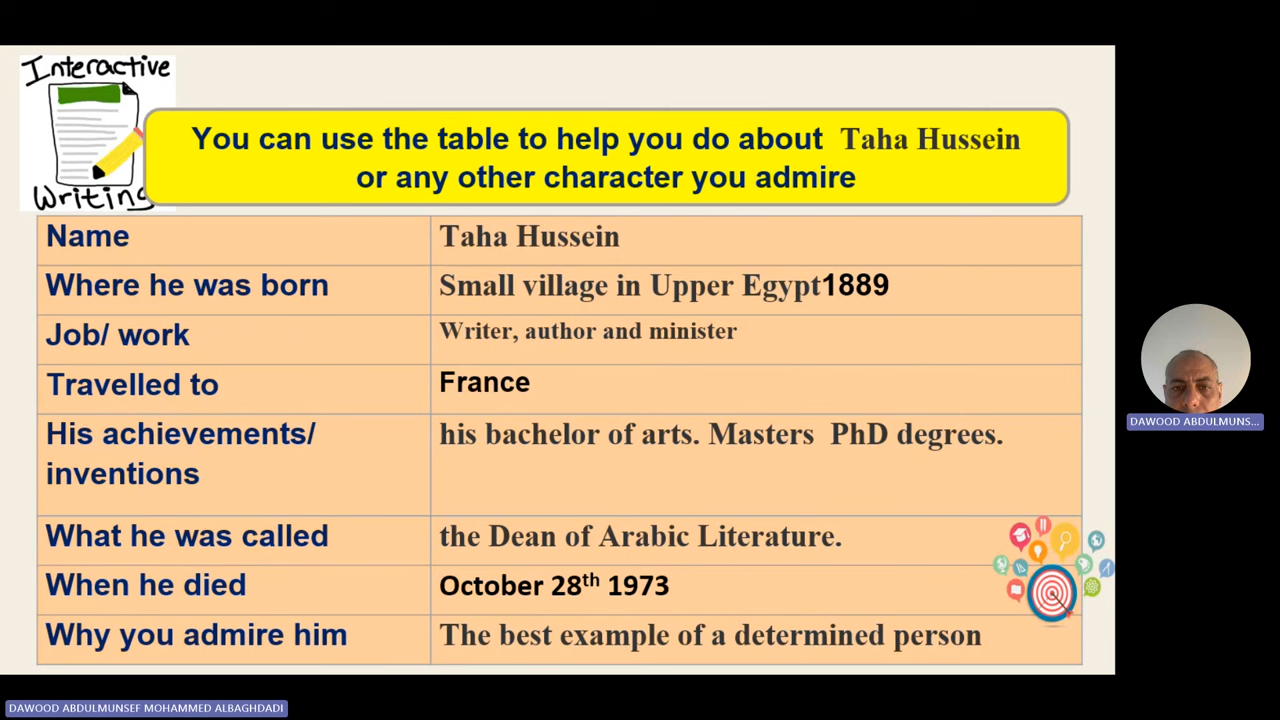 Interactive
Writing
You can use the table to help you do about Taha Hussein
or any other character you admire
Name Taha Hussein
Where he was born Small village in Upper Egypt1889
Job/ work Writer, author and minister
Travelled to France
His achievements/ his bachelor of arts. Masters PhD degrees.
inventions
What he was called the Dean of Arabic Literature.
When he died October 28th 1973
Why you admire him The best example of a determined person
DAWOOD ABDULMUNS...
DAWOOD ABDULMUNSEF MOHAMMED ALBAGHDADI